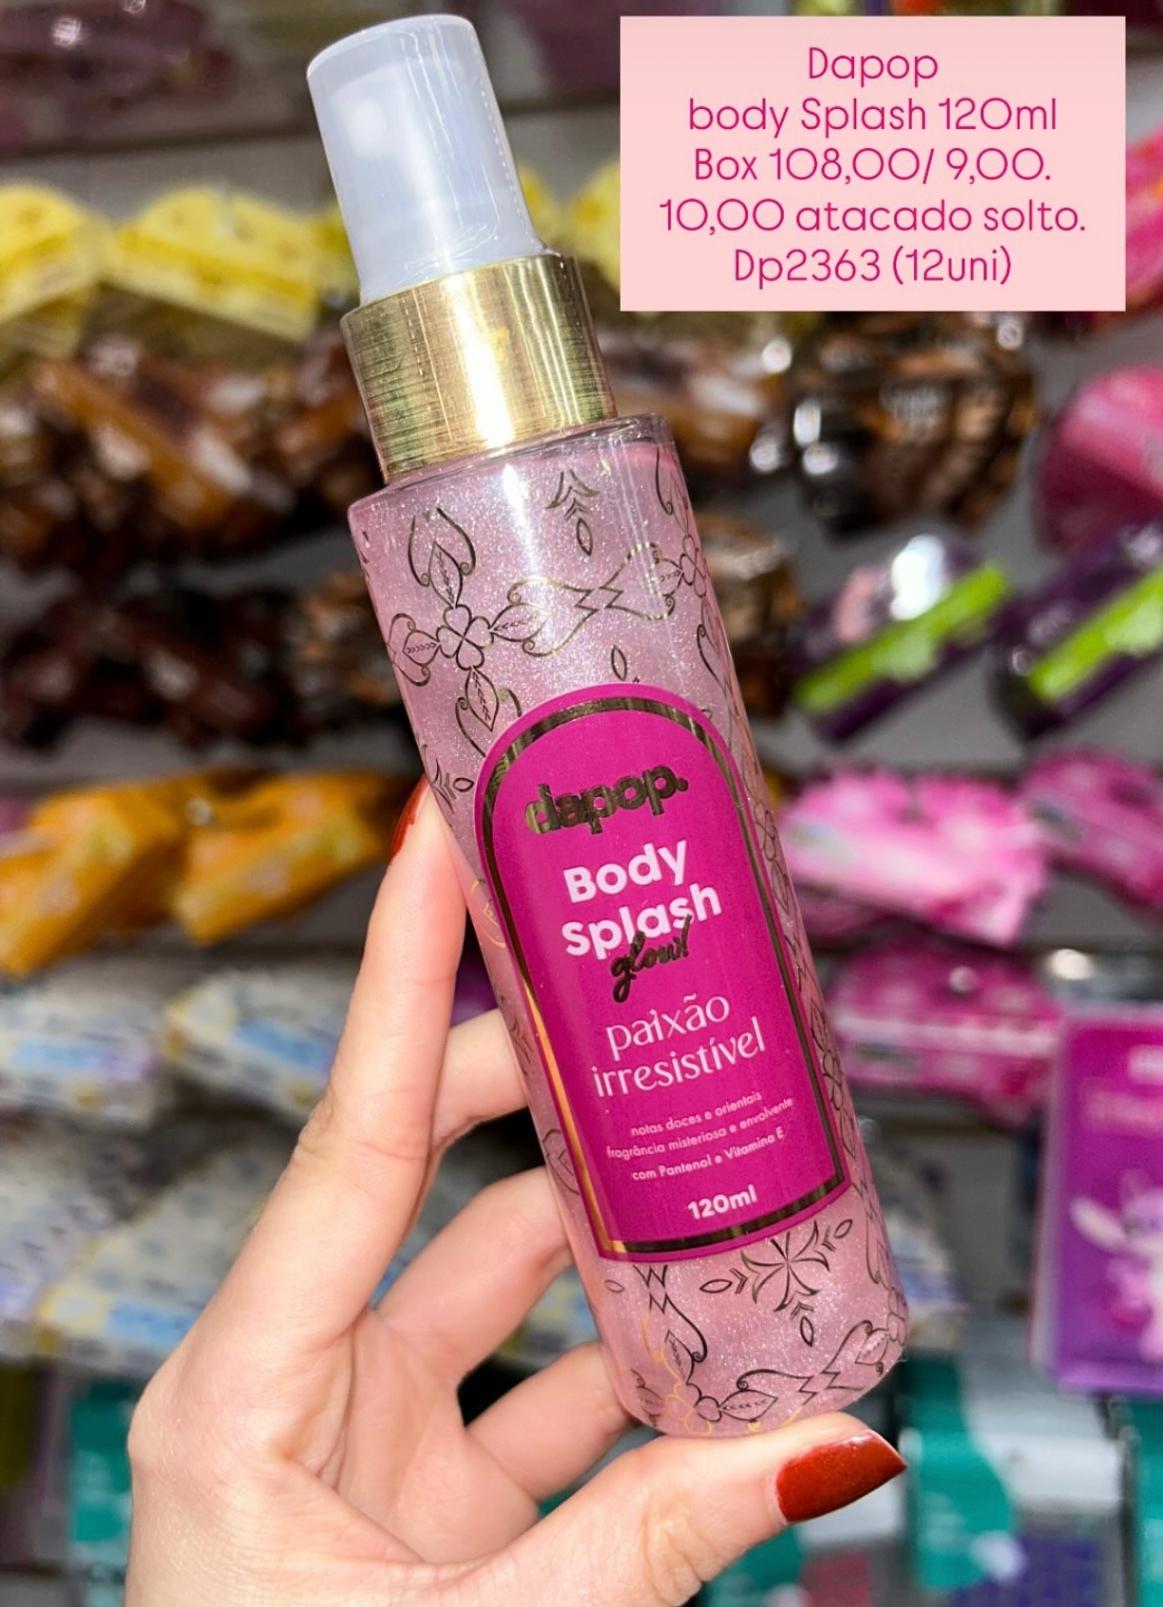 Dapop
body Splash 120ml
Box 108,00/ 9,00.
10,00 atacado solto.
Dp2363 (12uni)
dapop.
Body
Splash
glow!
paixão
irresistível
notas doces e orientais
fragrância misteriosa e envolvente
com Pantenol e Vitamina E
120ml